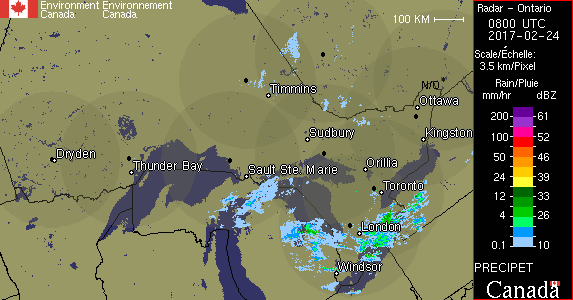 Environment Environnement
Canada Canada
100 KM
Timmins
N/O
Ottawa
Sudbury
Kingston
Dryden
Thunder Bay
Sault Ste. Marie
Orillia
Toronto
London
Windsor
Radar - Ontario
0800 UTC
2017-02-24
Scale/Échelle:
3.5 km/Pixel
Rain/Pluie
mm/hr dBZ
200 61
100 52
50 46
24 39
12 33
4 26
0.1 10
PRECIPET
Canada